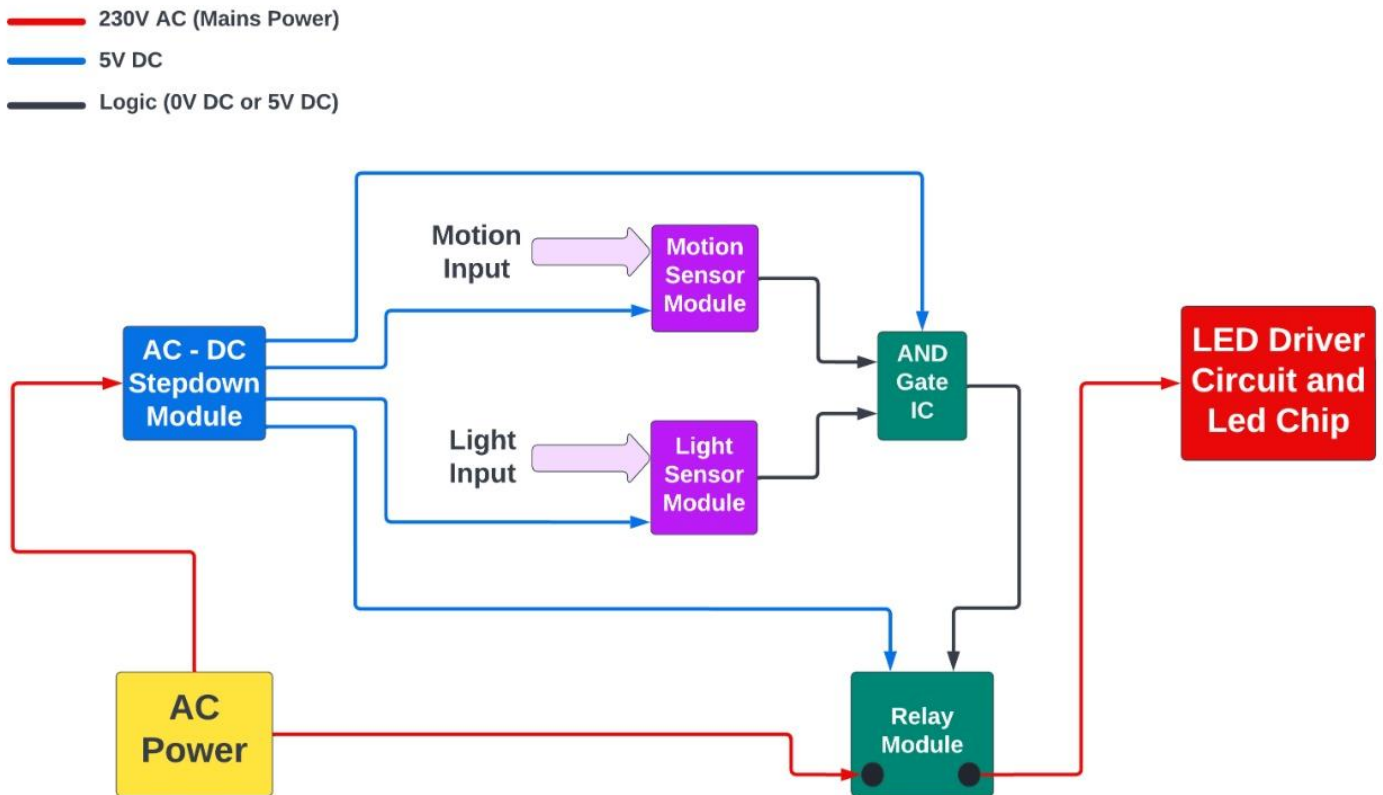 230V AC (Mains Power)
5V DC
Logic (0V DC or 5V DC)
Motion
Input
Motion
Sensor
Module
AC - DC
Stepdown
Module
AND
Gate
IC
LED Driver
Circuit and
Led Chip
Light
Input
Light
Sensor
Module
AC
Power
Relay
Module